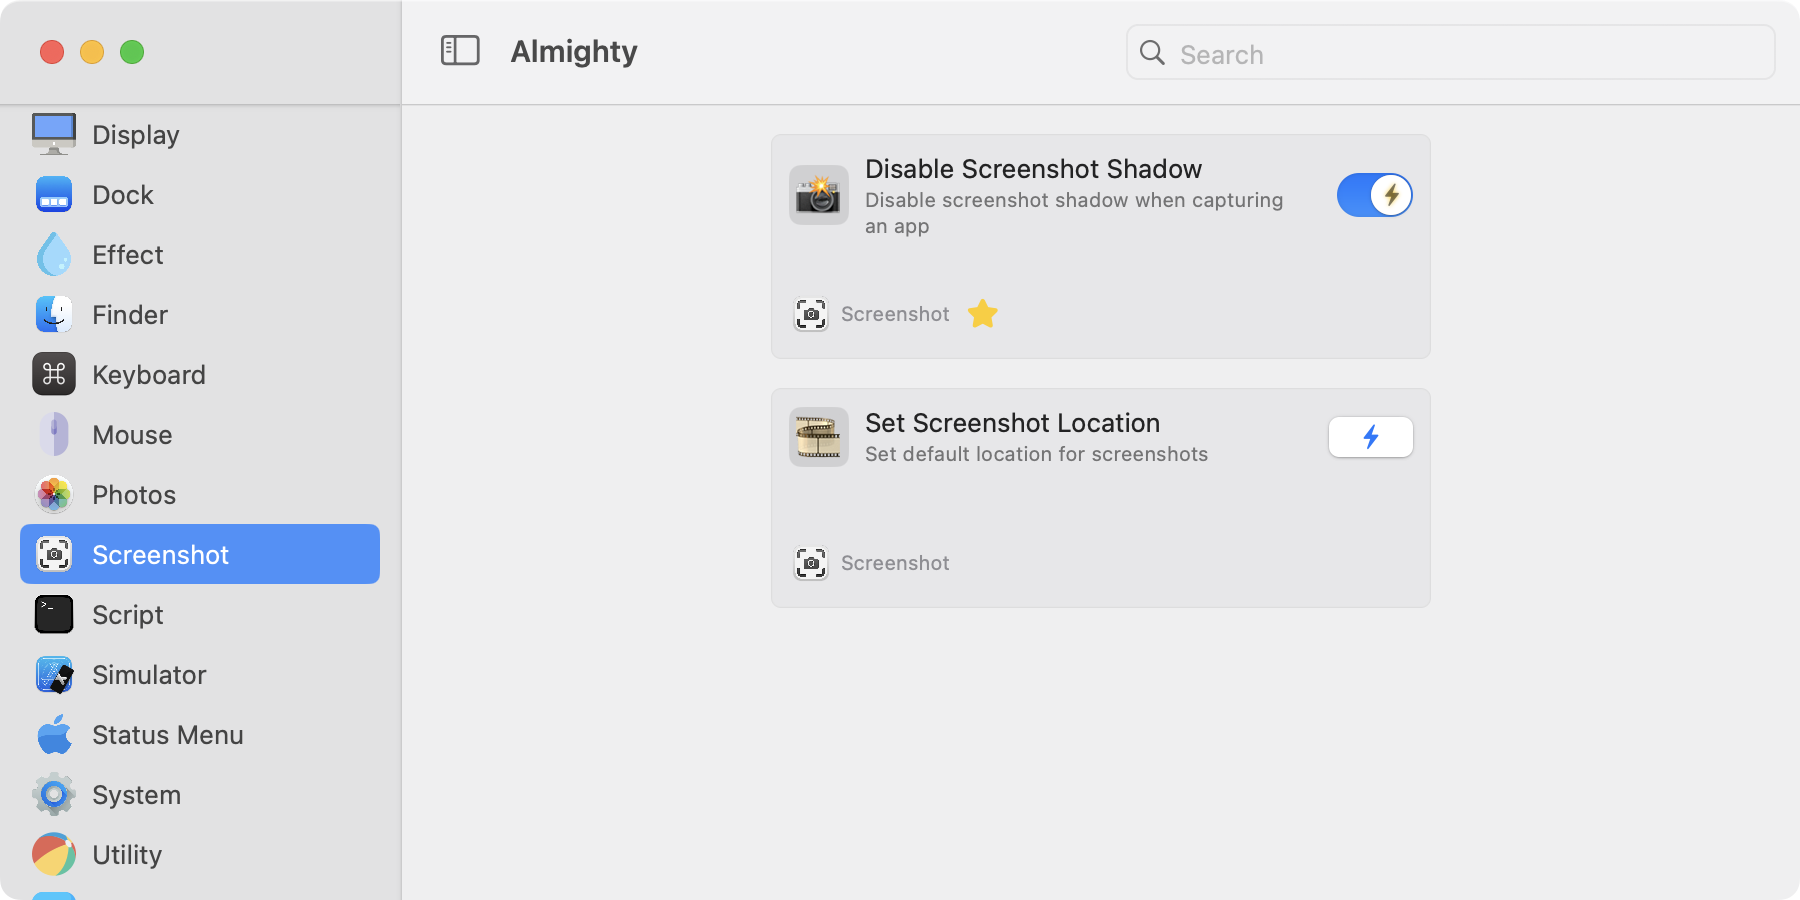 Almighty
Search
Display
Dock
Effect
Finder
Keyboard
Mouse
Photos
Screenshot
Script
>_
Simulator
Status Menu
System
Utility
Disable Screenshot Shadow
Disable screenshot shadow when capturing
an app
Screenshot
Set Screenshot Location
Set default location for screenshots
Screenshot